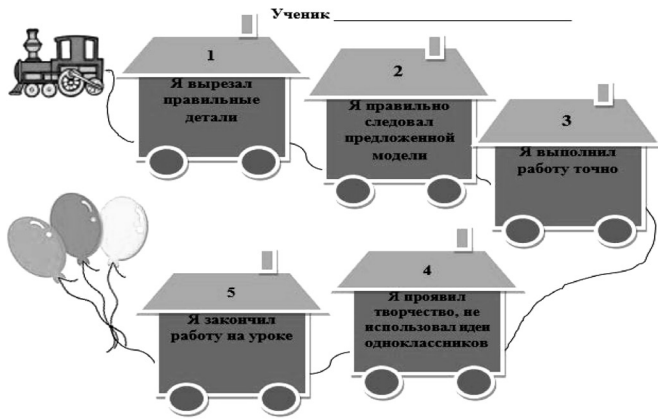 Ученик ________________________________
1
Я вырезал
правильные
детали
2
Я правильно
следовал
предложенной
модели
3
Я выполнил
работу точно
4
Я проявил
творчество, не
использовал идеи
одноклассников
5
Я закончил
работу на уроке